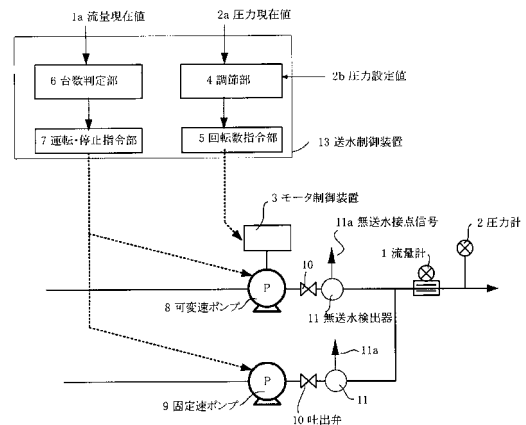 1a 流量現在値
2a 圧力現在値
6 台数判定部
4 調節部
2b 圧力設定値
7 運転・停止指令部
5 回転数指令部
13 送水制御装置
3 モータ制御装置
11a 無送水接点信号
2 圧力計
1 流量計
10
P
8 可変速ポンプ
11 無送水検出器
11a
P
9 固定速ポンプ
10 吐出弁
11